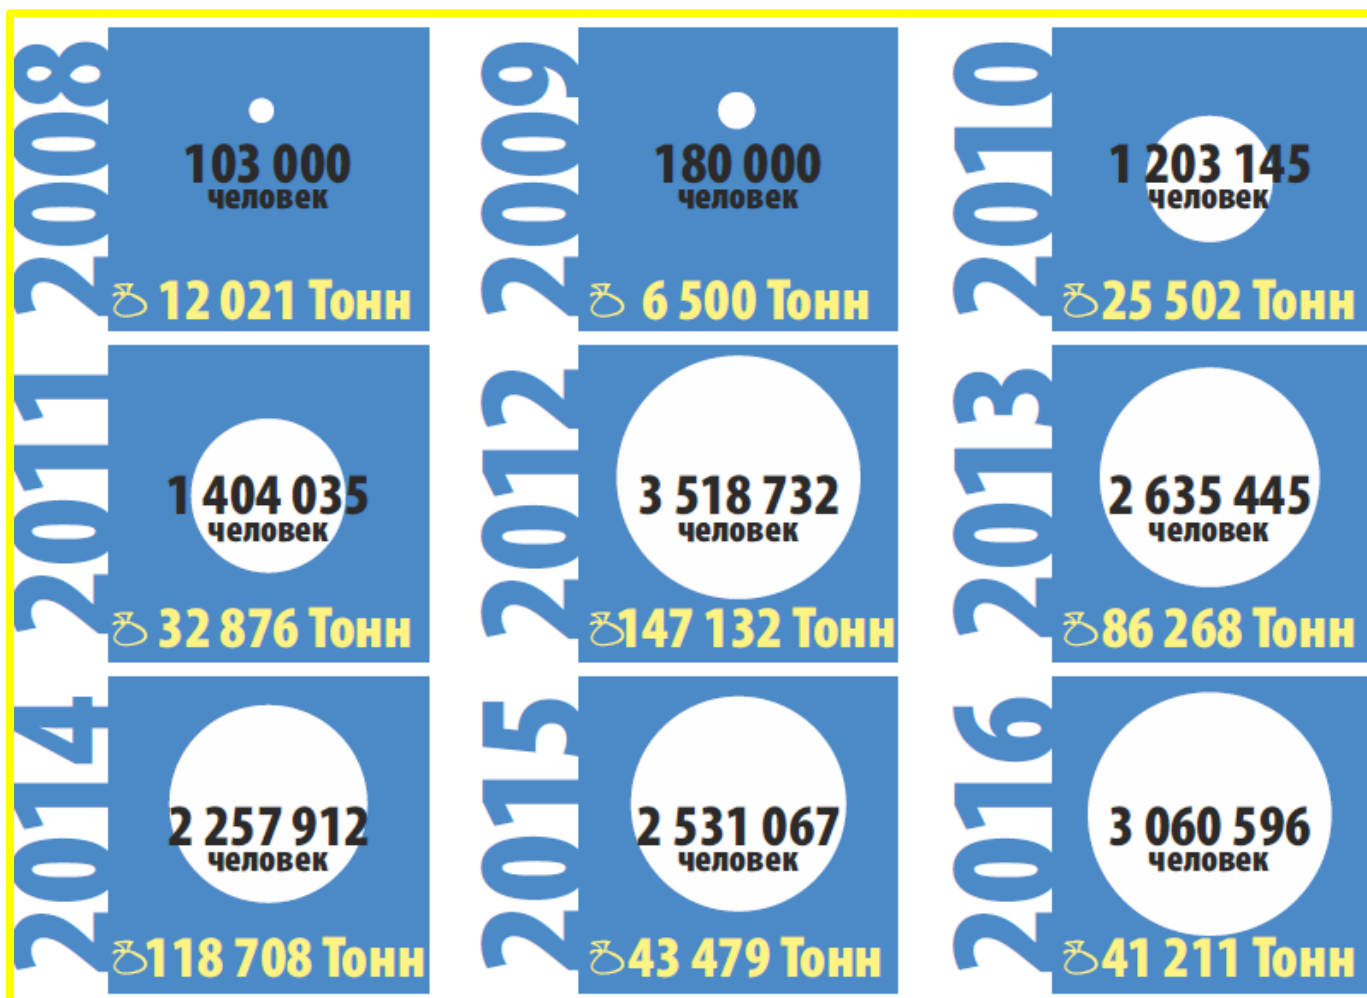 2008
103 000
человек
12 021 Тонн
2009
180 000
человек
6 500 Тонн
2010
1 203 145
человек
25 502 Тонн
2011
1 404 035
человек
32 876 Тонн
2012
3 518 732
человек
147 132 Тонн
2013
2 635 445
человек
86 268 Тонн
2014
2 257 912
человек
118 708 Тонн
2015
2 531 067
человек
43 479 Тонн
2016
3 060 596
человек
41 211 Тонн